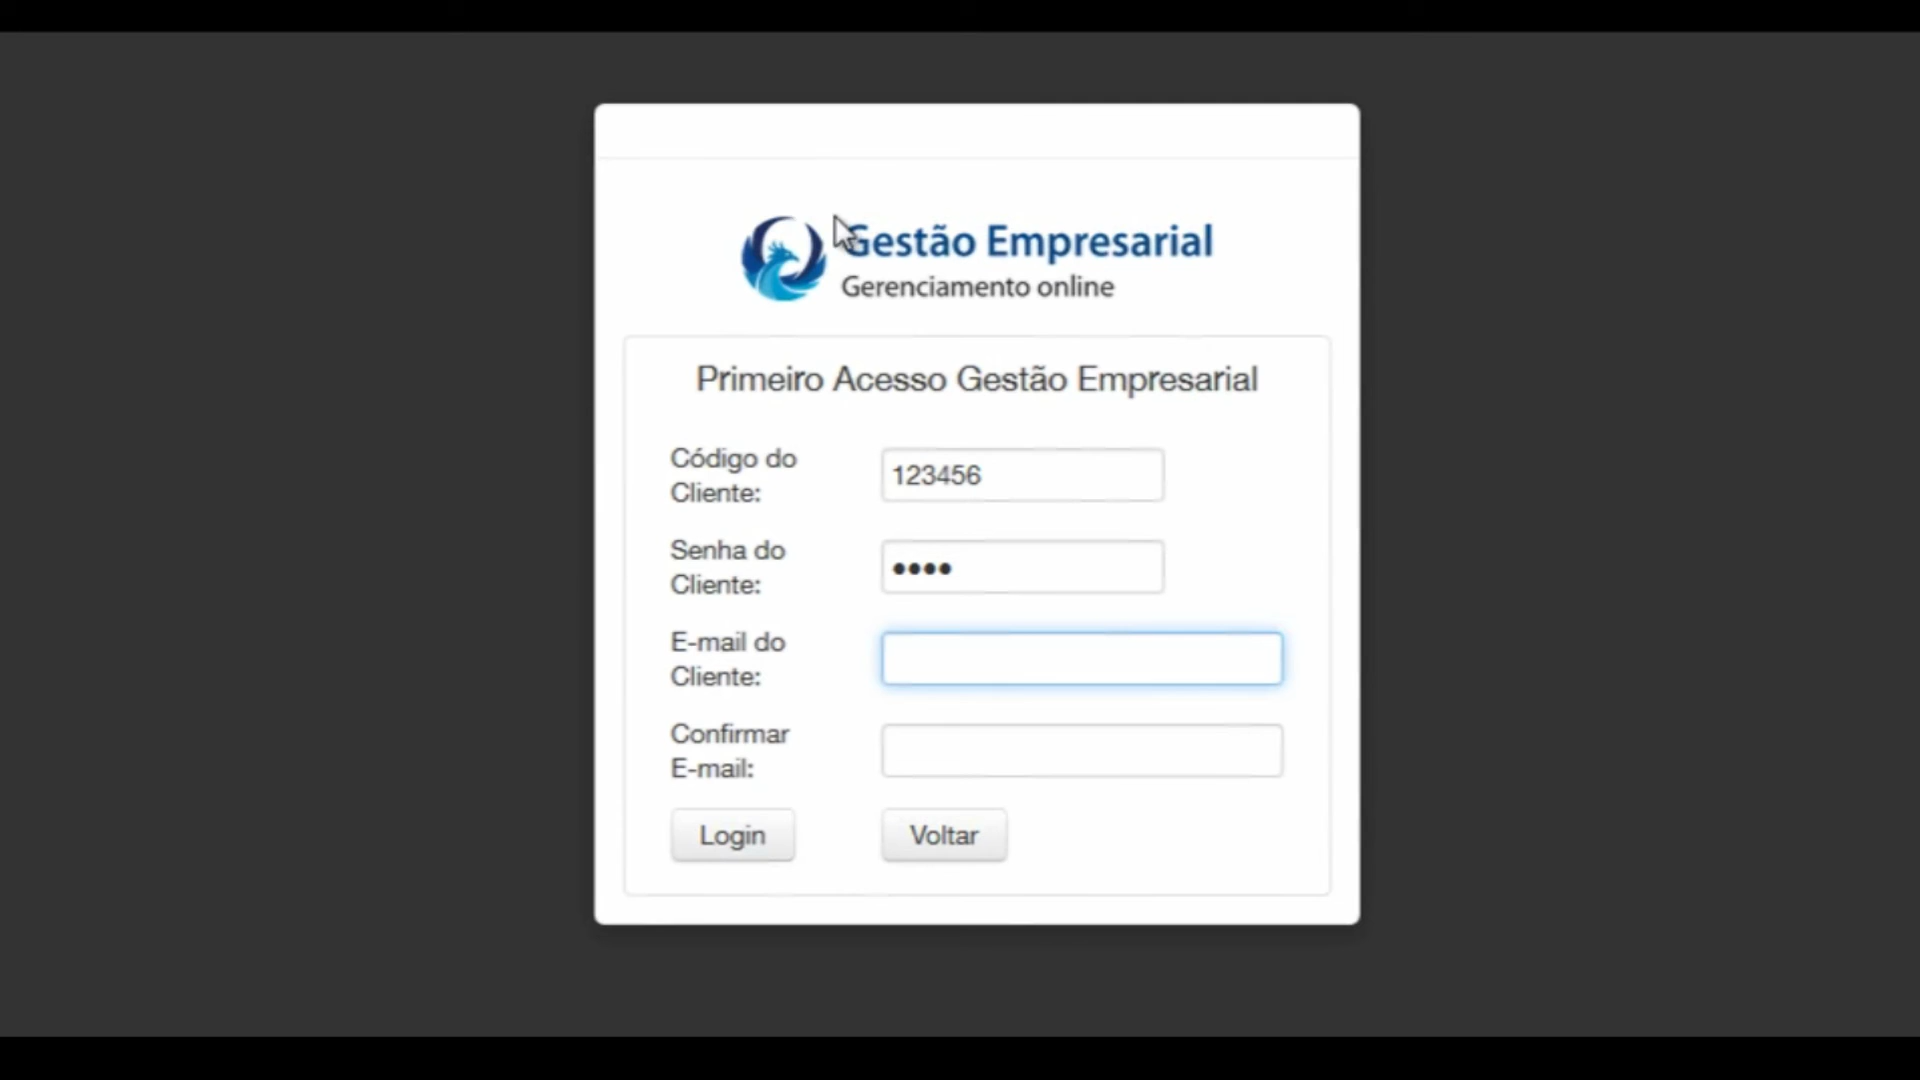 Gestão Empresarial
Gerenciamento online
Primeiro Acesso Gestão Empresarial
Código do
Cliente:
123456
Senha do
Cliente:
••••
E-mail do
Cliente:
Confirmar
E-mail:
Login
Voltar